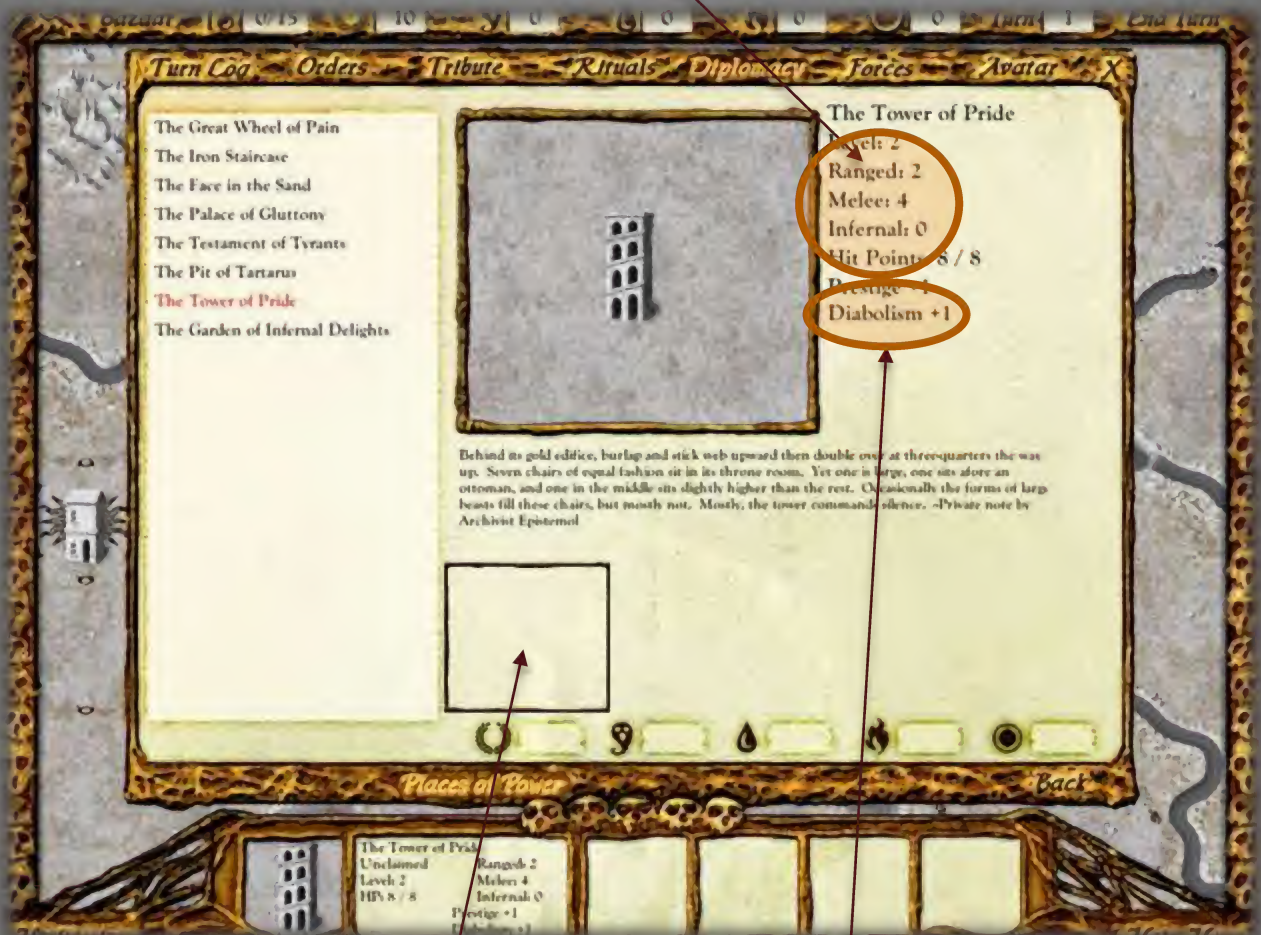 Bazaar 0/15 10 0 0 0 0 Turn 1 End Turn
Turn Log Orders Tribute Rituals Diplomacy Forces Avatar X
The Great Wheel of Pain
The Iron Staircase
The Face in the Sand
The Palace of Gluttony
The Testament of Tyrants
The Pit of Tartarus
The Tower of Pride
The Garden of Infernal Delights
The Tower of Pride
Level: 2
Ranged: 2
Melee: 4
Infernal: 0
Hit Points: 8 / 8
Prestige +1
Diabolism +1
Behind its gold edifice, burlap and stick web upward then double over at three-quarters the way
up. Seven chairs of equal fashion sit in its throne room. Yet one is large, one sits afore an
ottoman, and one in the middle sits slightly higher than the rest. Occasionally the forms of large
beasts fill these chairs, but mostly not. Mostly, the tower commands silence. ~Private note by
Archivist Epistemol
Places of Power Back
The Tower of Pride
Unclaimed Ranged: 2
Level: 2 Melee: 4
HP: 8 / 8 Infernal: 0
Prestige +1
Diabolism +1